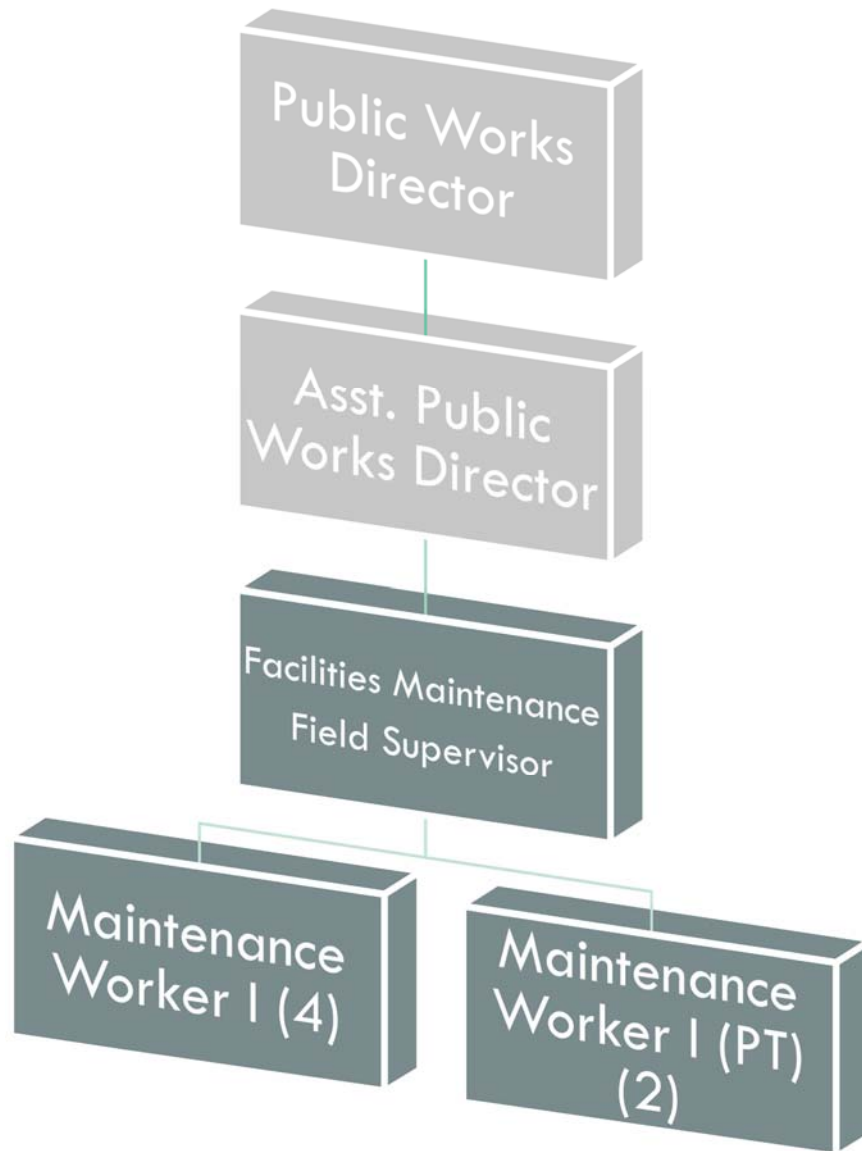 Public Works
Director
Asst. Public
Works Director
Facilities Maintenance
Field Supervisor
Maintenance
Worker I (4)
Maintenance
Worker I (PT)
(2)